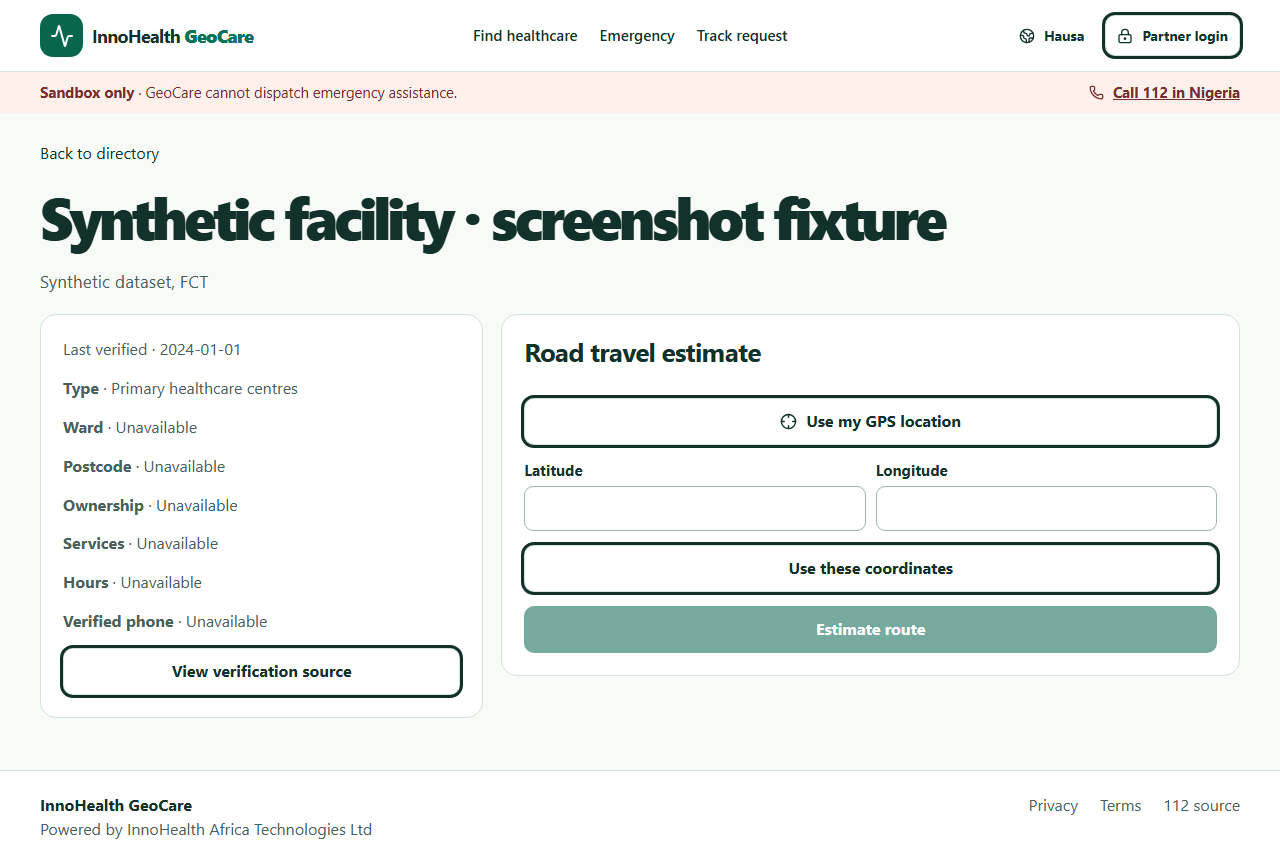 InnoHealth GeoCare
Find healthcare
Emergency
Track request
Hausa
Partner login
Sandbox only · GeoCare cannot dispatch emergency assistance.
Call 112 in Nigeria
Back to directory
Synthetic facility · screenshot fixture
Synthetic dataset, FCT
Last verified · 2024-01-01
Type · Primary healthcare centres
Ward · Unavailable
Postcode · Unavailable
Ownership · Unavailable
Services · Unavailable
Hours · Unavailable
Verified phone · Unavailable
View verification source
Road travel estimate
Use my GPS location
Latitude
Longitude
Use these coordinates
Estimate route
InnoHealth GeoCare
Powered by InnoHealth Africa Technologies Ltd
Privacy
Terms
112 source